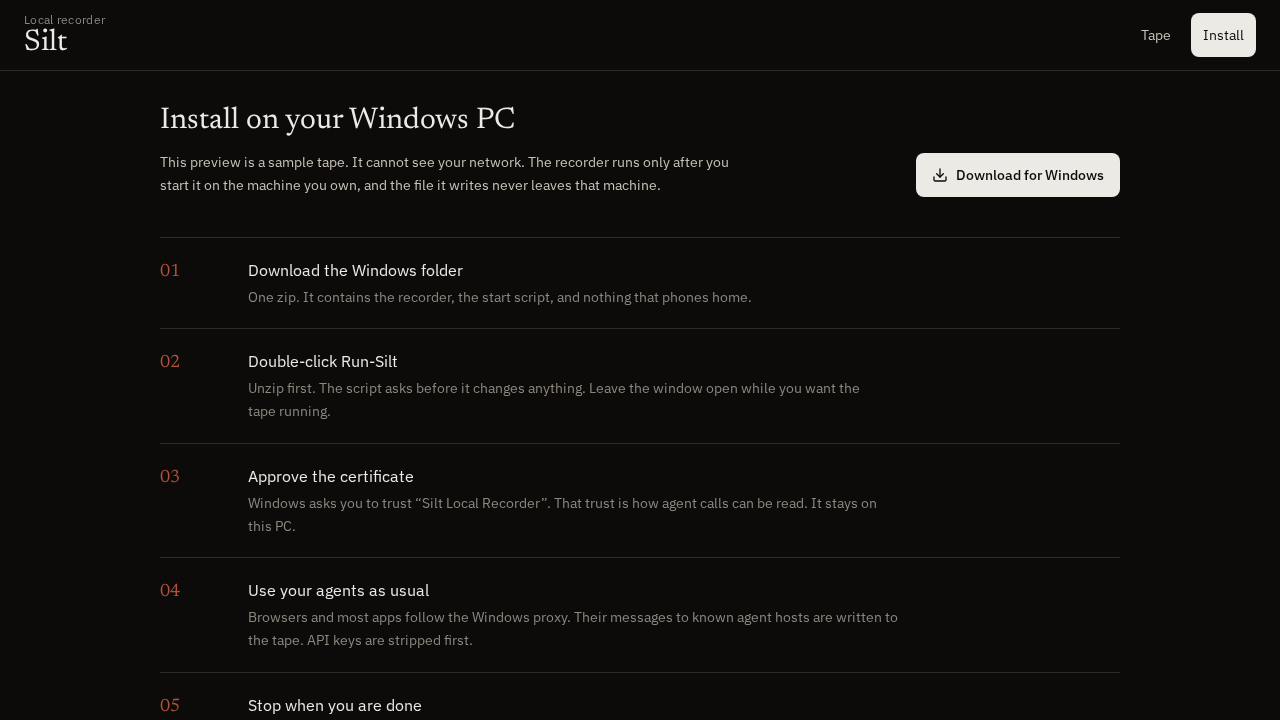 Local recorder
Silt
Tape
Install
Install on your Windows PC
This preview is a sample tape. It cannot see your network. The recorder runs only after you
start it on the machine you own, and the file it writes never leaves that machine.
Download for Windows
01
Download the Windows folder
One zip. It contains the recorder, the start script, and nothing that phones home.
02
Double-click Run-Silt
Unzip first. The script asks before it changes anything. Leave the window open while you want the
tape running.
03
Approve the certificate
Windows asks you to trust “Silt Local Recorder”. That trust is how agent calls can be read. It stays on
this PC.
04
Use your agents as usual
Browsers and most apps follow the Windows proxy. Their messages to known agent hosts are written to
the tape. API keys are stripped first.
05
Stop when you are done